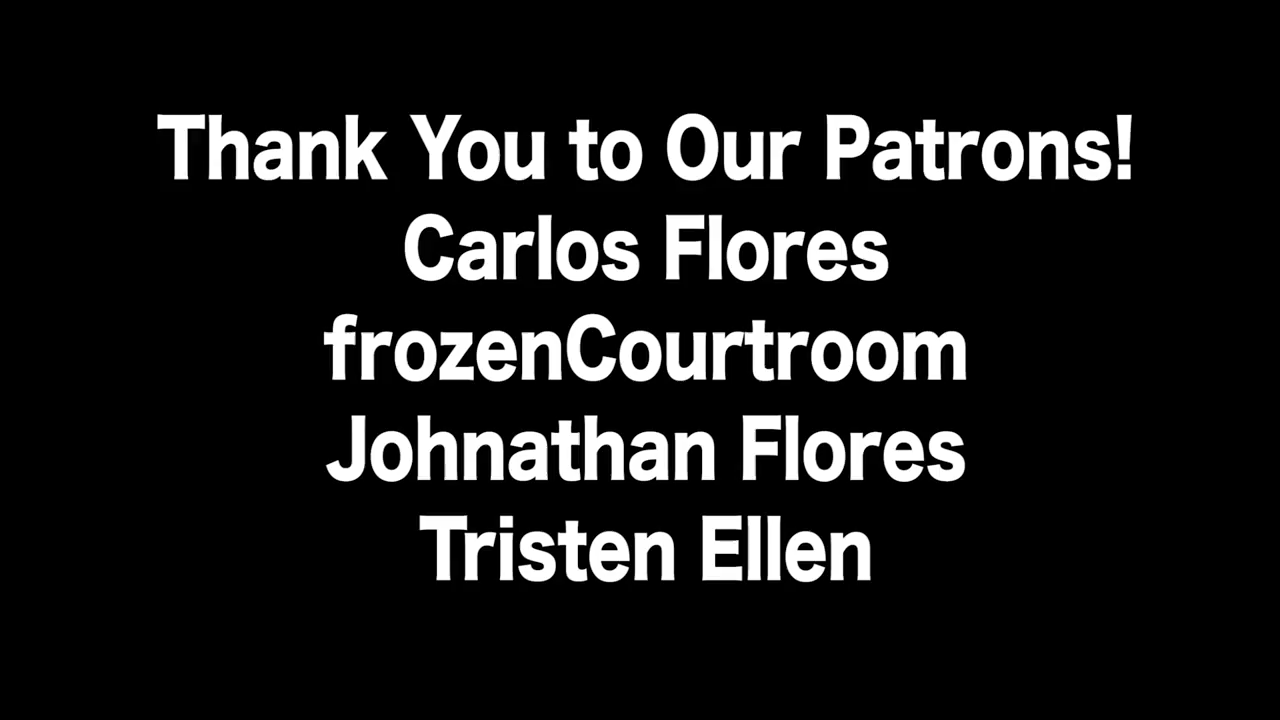 Thank You to Our Patrons!
Carlos Flores
frozenCourtroom
Johnathan Flores
Tristen Ellen